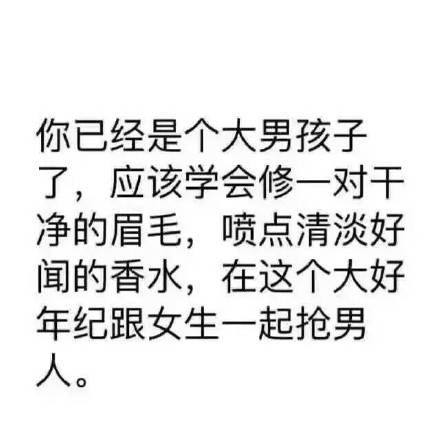 你已经是个大男孩子
了，应该学会修一对干
净的眉毛，喷点清淡好
闻的香水，在这个大好
年纪跟女生一起抢男
人。